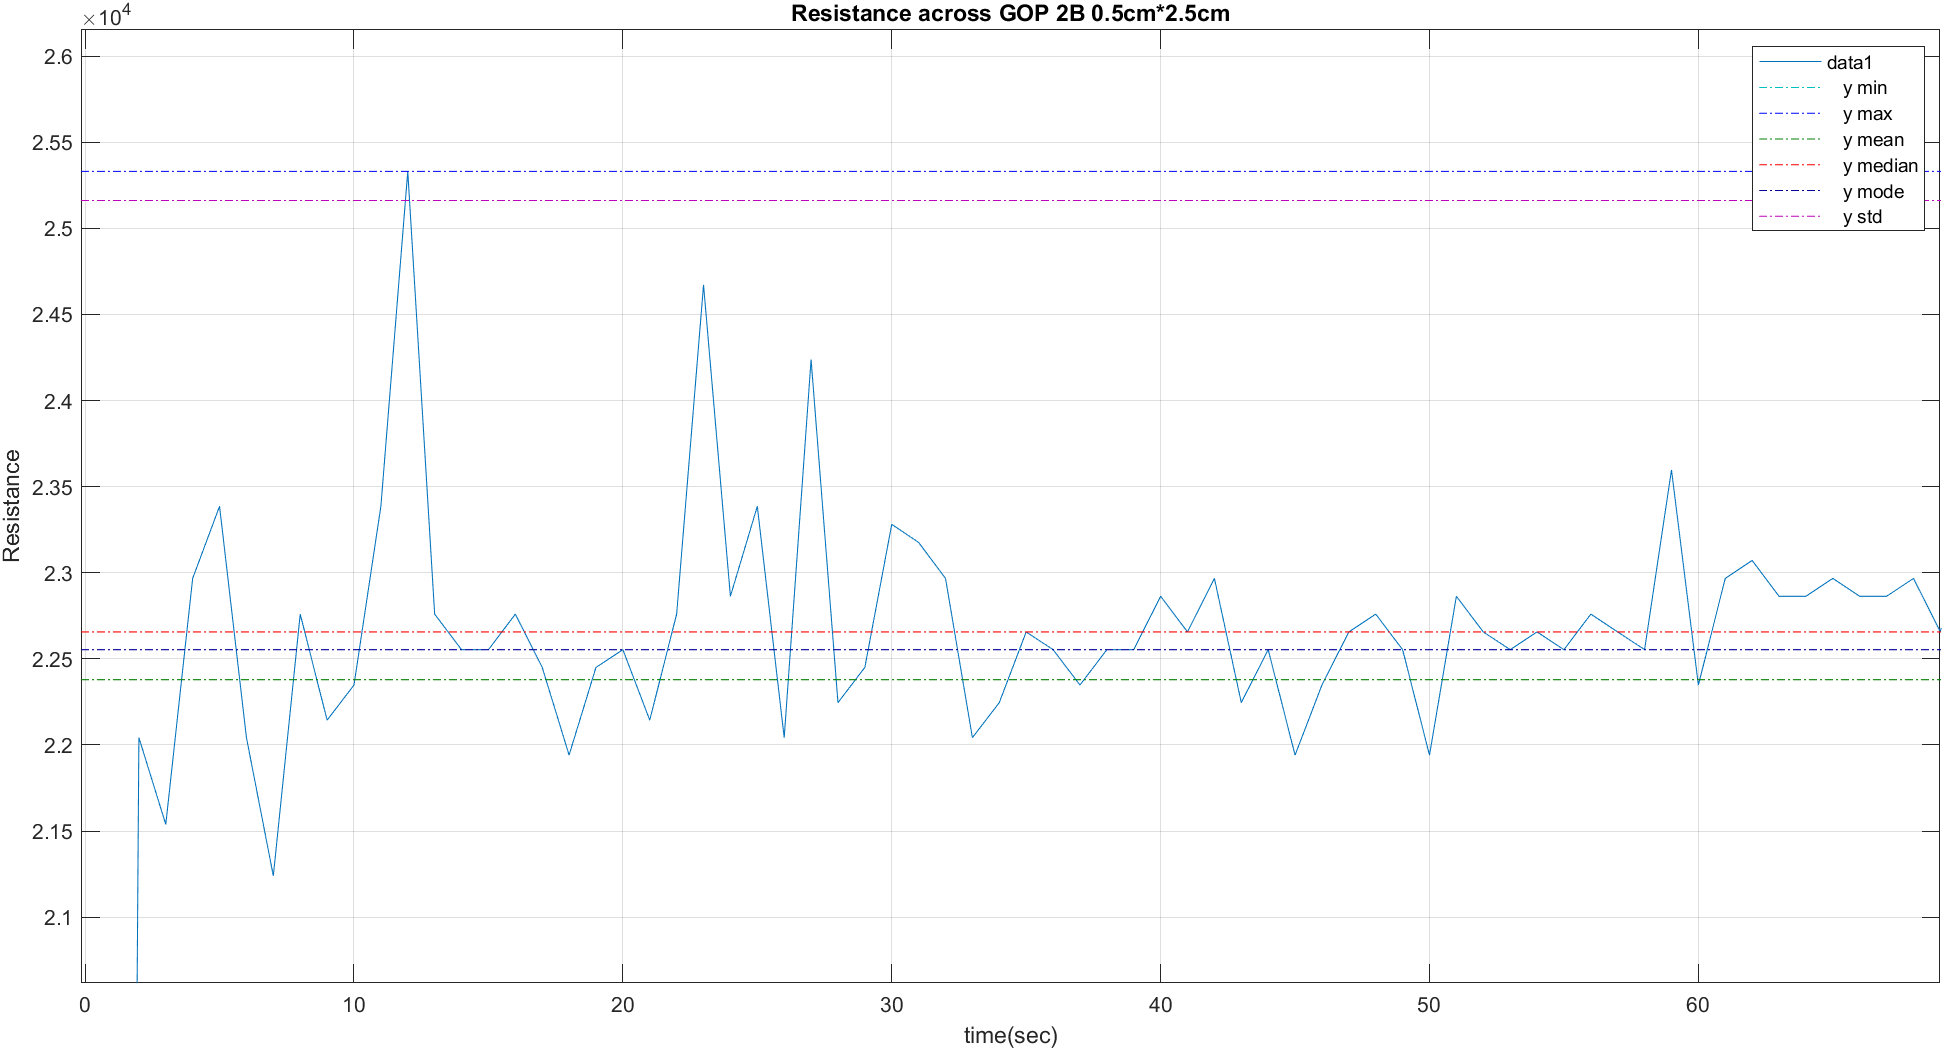 Resistance across GOP 2B 0.5cm*2.5cm
×10⁴
2.6
2.55
2.5
2.45
2.4
2.35
2.3
2.25
2.2
2.15
2.1
Resistance
0 10 20 30 40 50 60
time(sec)
data1
y min
y max
y mean
y median
y mode
y std